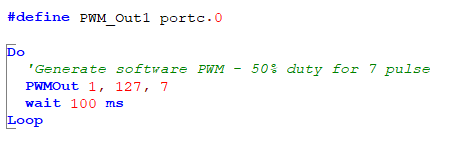 #define PWM_Out1 portc.0
Do
'Generate software PWM - 50% duty for 7 pulse
PWMOut 1, 127, 7
wait 100 ms
Loop